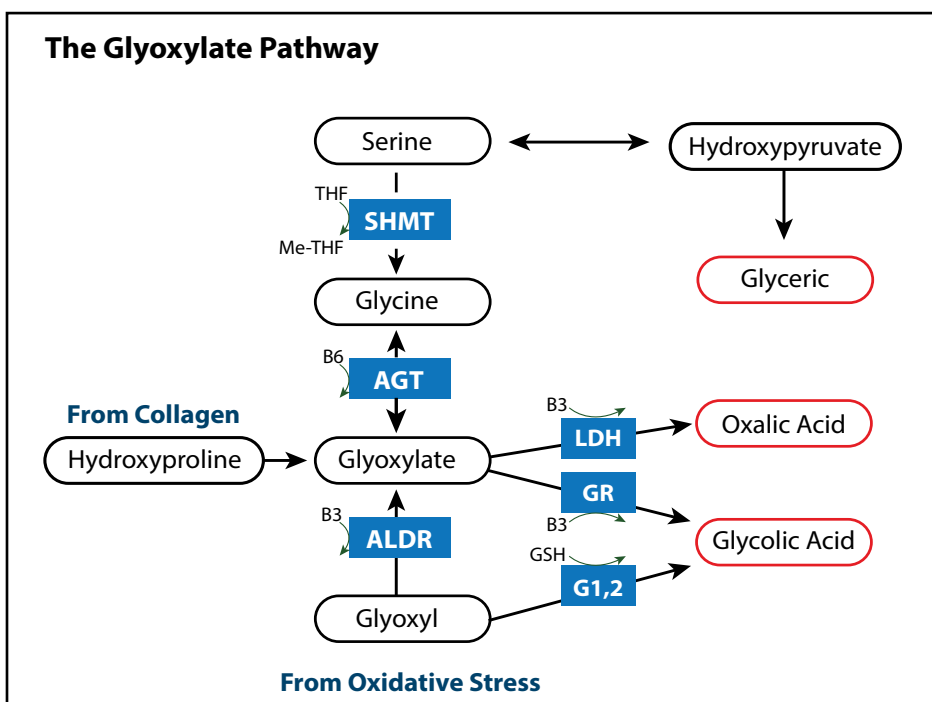 The Glyoxylate Pathway
Serine
Hydroxypyruvate
THF
SHMT
Me-THF
Glyceric
Glycine
B6
AGT
From Collagen
B3
Oxalic Acid
LDH
Hydroxyproline
Glyoxylate
GR
B3
B3
ALDR
Glycolic Acid
GSH
G1,2
Glyoxyl
From Oxidative Stress